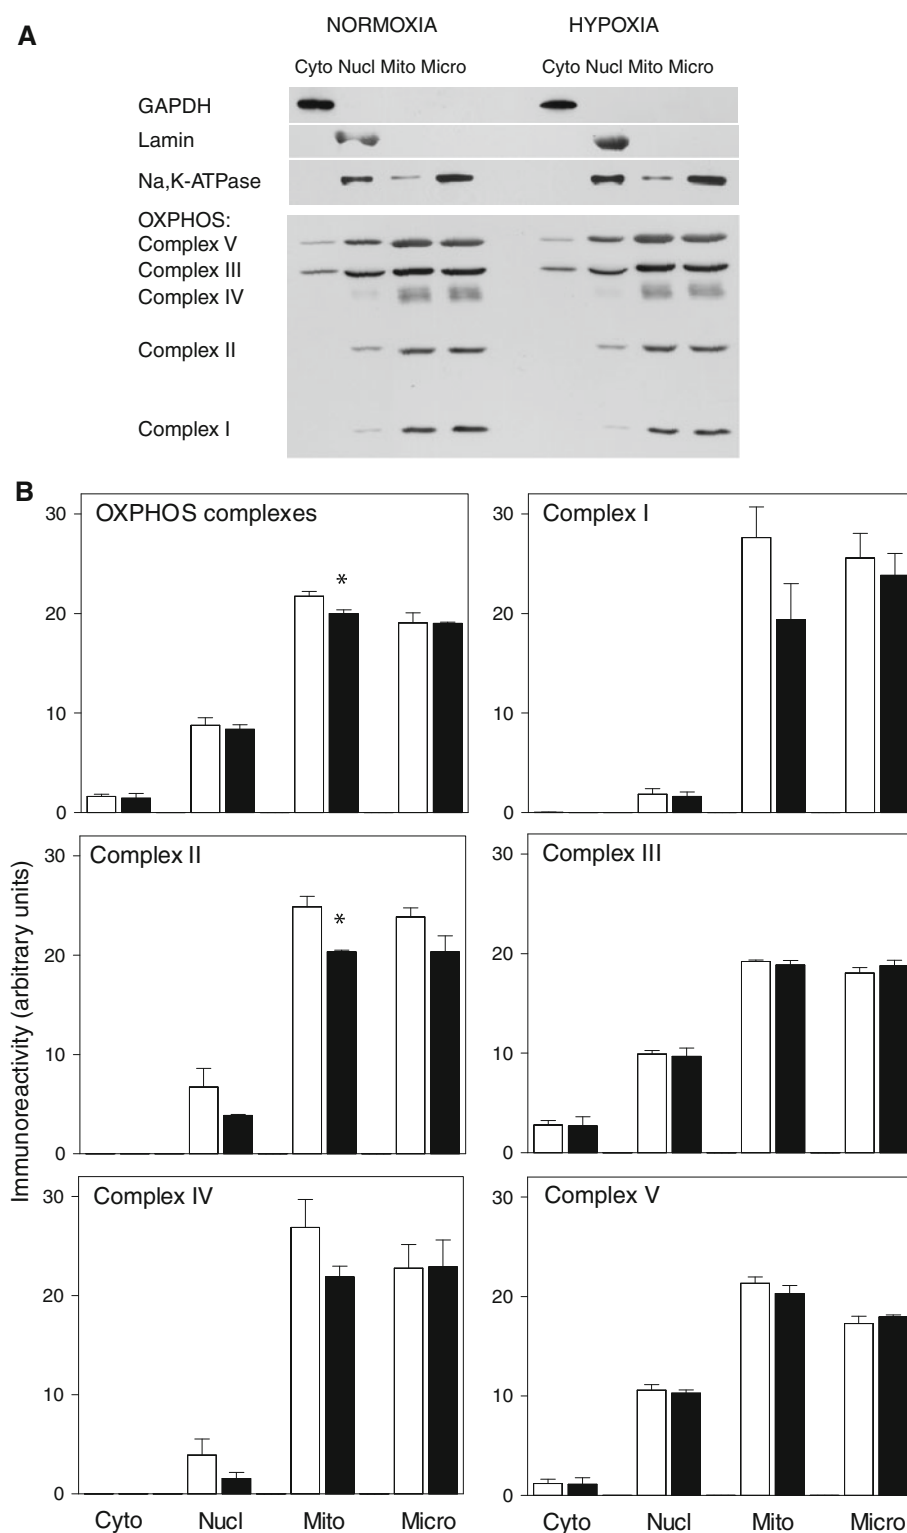 A
NORMOXIA HYPOXIA
Cyto Nucl Mito Micro Cyto Nucl Mito Micro
GAPDH
Lamin
Na,K-ATPase
OXPHOS:
Complex V
Complex III
Complex IV
Complex II
Complex I
B
Immunoreactivity (arbitrary units)
OXPHOS complexes
30
20
10
0
*
Complex I
30
20
10
0
Complex II
30
20
10
0
*
Complex III
30
20
10
0
Complex IV
30
20
10
0
Complex V
30
20
10
0
Cyto Nucl Mito Micro Cyto Nucl Mito Micro